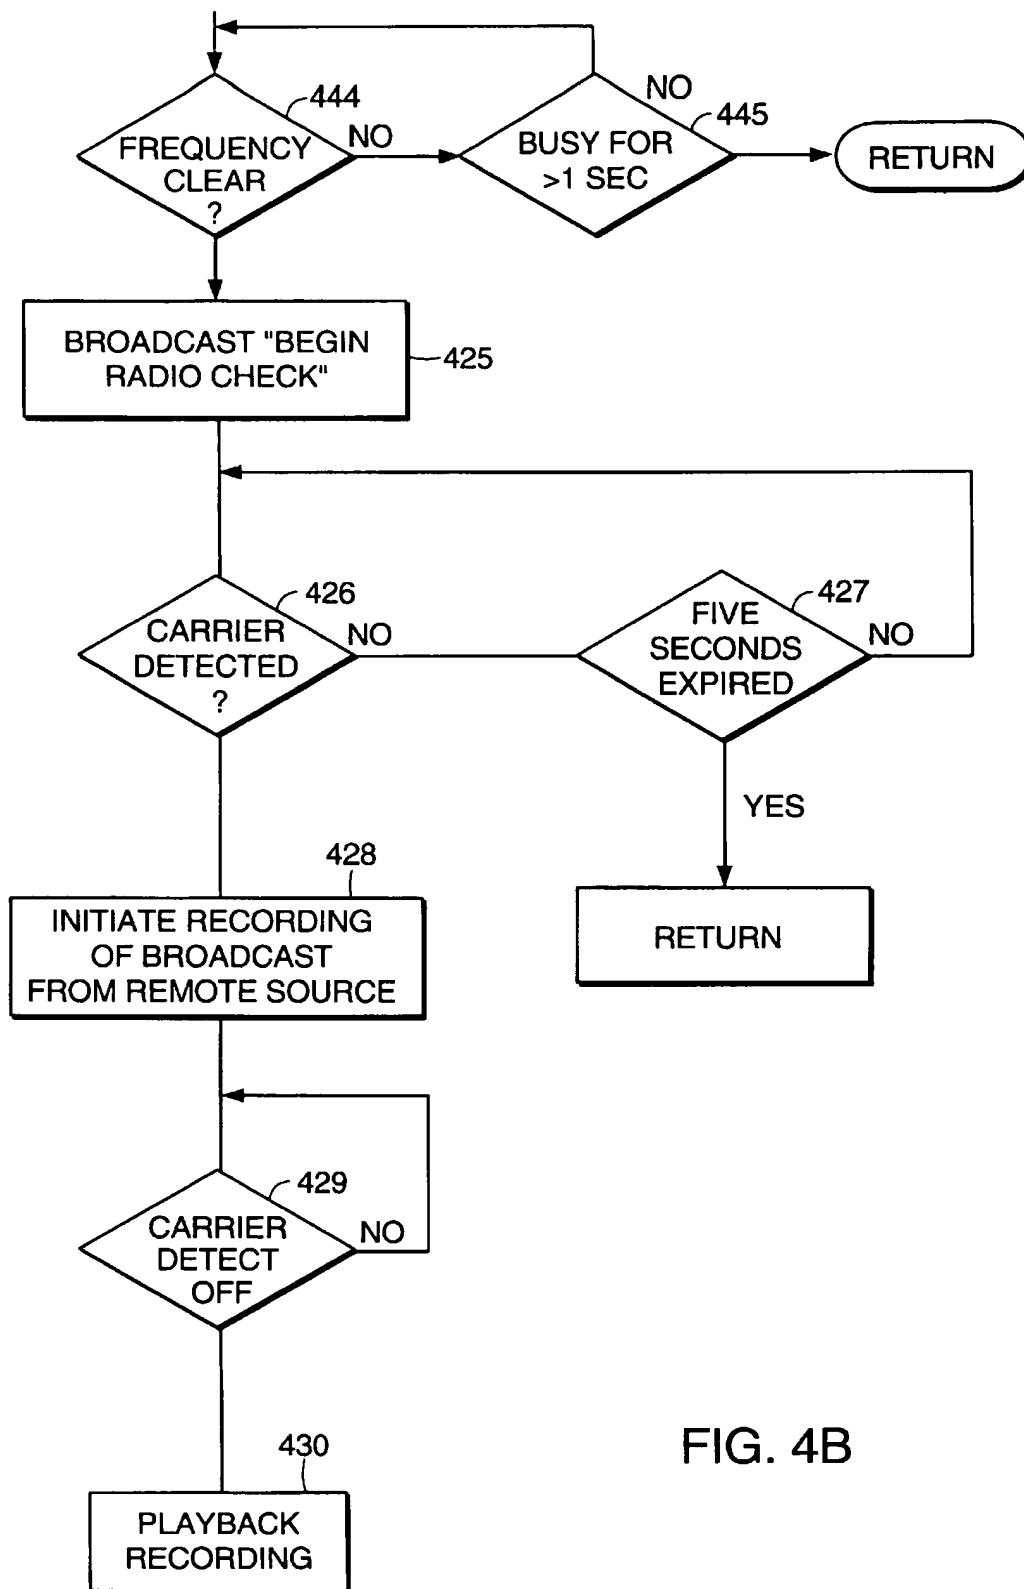 444
FREQUENCY
CLEAR
?
NO
NO
445
BUSY FOR
>1 SEC
RETURN
BROADCAST "BEGIN
RADIO CHECK"
425
426
CARRIER
DETECTED
?
NO
427
FIVE
SECONDS
EXPIRED
NO
YES
RETURN
428
INITIATE RECORDING
OF BROADCAST
FROM REMOTE SOURCE
429
CARRIER
DETECT
OFF
NO
430
PLAYBACK
RECORDING
FIG. 4B